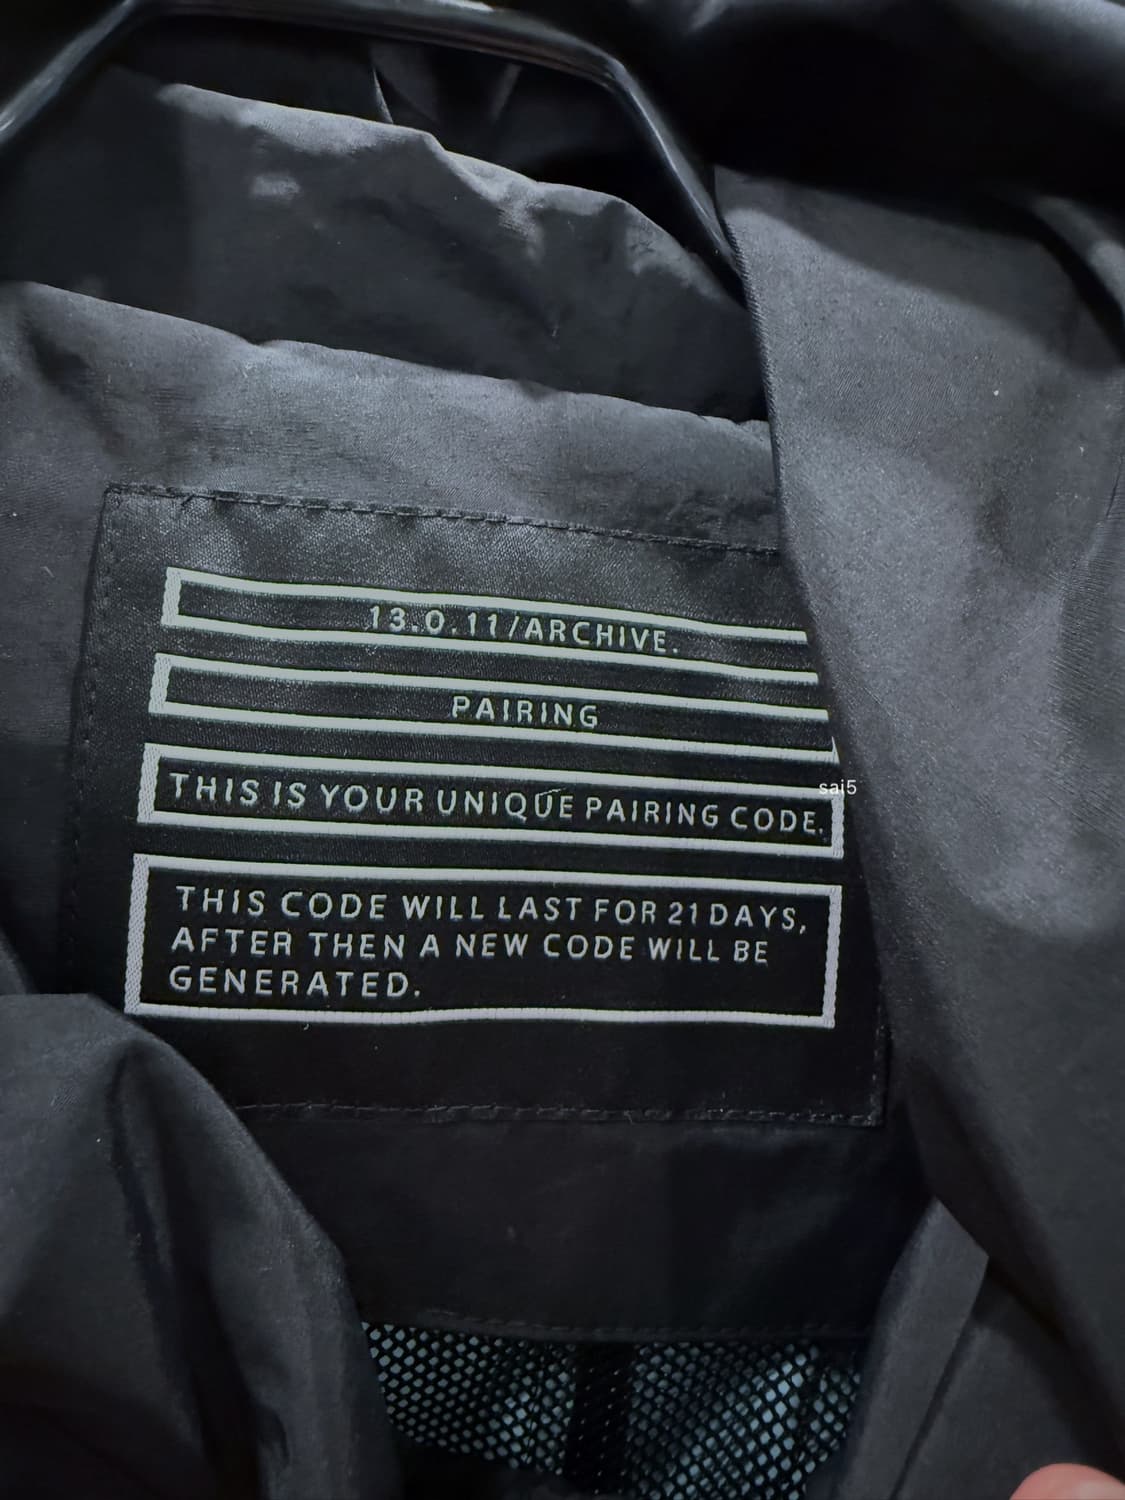 13.0.11/ARCHIVE.
PAIRING
THIS IS YOUR UNIQUE PAIRING CODE.
sai5
THIS CODE WILL LAST FOR 21 DAYS,
AFTER THEN A NEW CODE WILL BE
GENERATED.